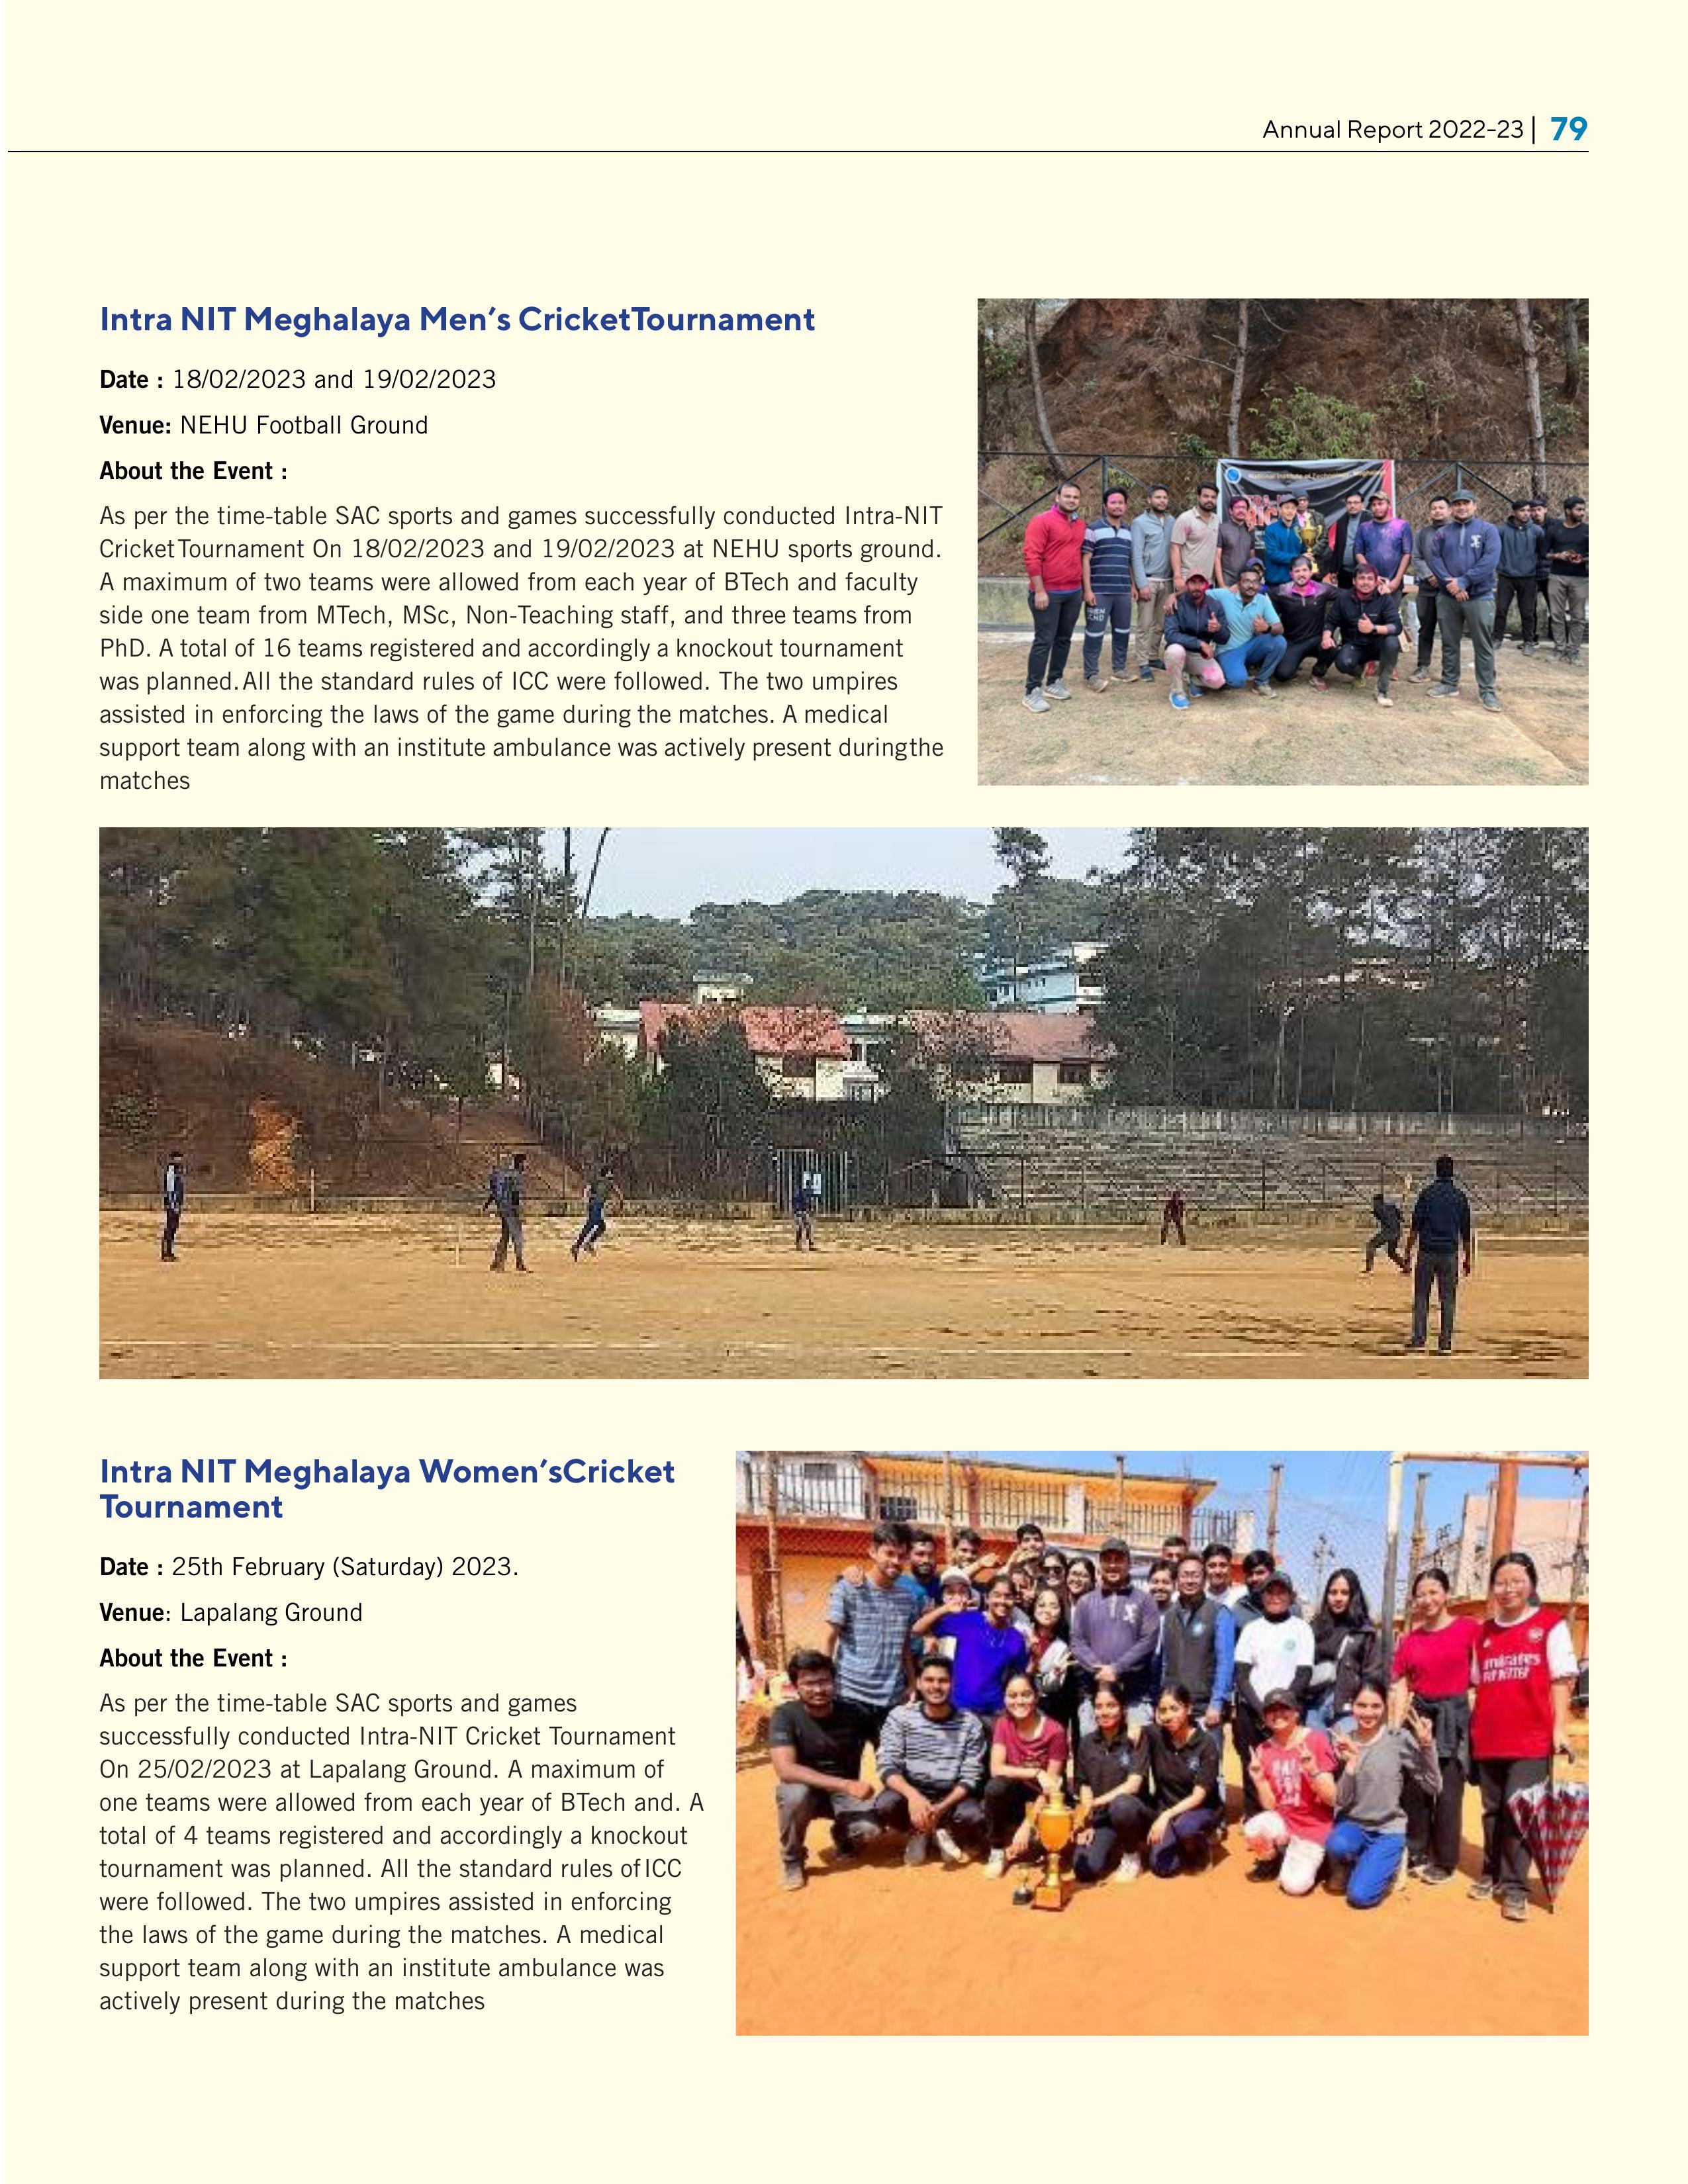 Annual Report 2022-23 | 79
Intra NIT Meghalaya Men’s CricketTournament
Date : 18/02/2023 and 19/02/2023
Venue: NEHU Football Ground
About the Event :
As per the time-table SAC sports and games successfully conducted Intra-NIT
Cricket Tournament On 18/02/2023 and 19/02/2023 at NEHU sports ground.
A maximum of two teams were allowed from each year of BTech and faculty
side one team from MTech, MSc, Non-Teaching staff, and three teams from
PhD. A total of 16 teams registered and accordingly a knockout tournament
was planned. All the standard rules of ICC were followed. The two umpires
assisted in enforcing the laws of the game during the matches. A medical
support team along with an institute ambulance was actively present duringthe
matches
Intra NIT Meghalaya Women’sCricket
Tournament
Date : 25th February (Saturday) 2023.
Venue: Lapalang Ground
About the Event :
As per the time-table SAC sports and games
successfully conducted Intra-NIT Cricket Tournament
On 25/02/2023 at Lapalang Ground. A maximum of
one teams were allowed from each year of BTech and. A
total of 4 teams registered and accordingly a knockout
tournament was planned. All the standard rules of ICC
were followed. The two umpires assisted in enforcing
the laws of the game during the matches. A medical
support team along with an institute ambulance was
actively present during the matches